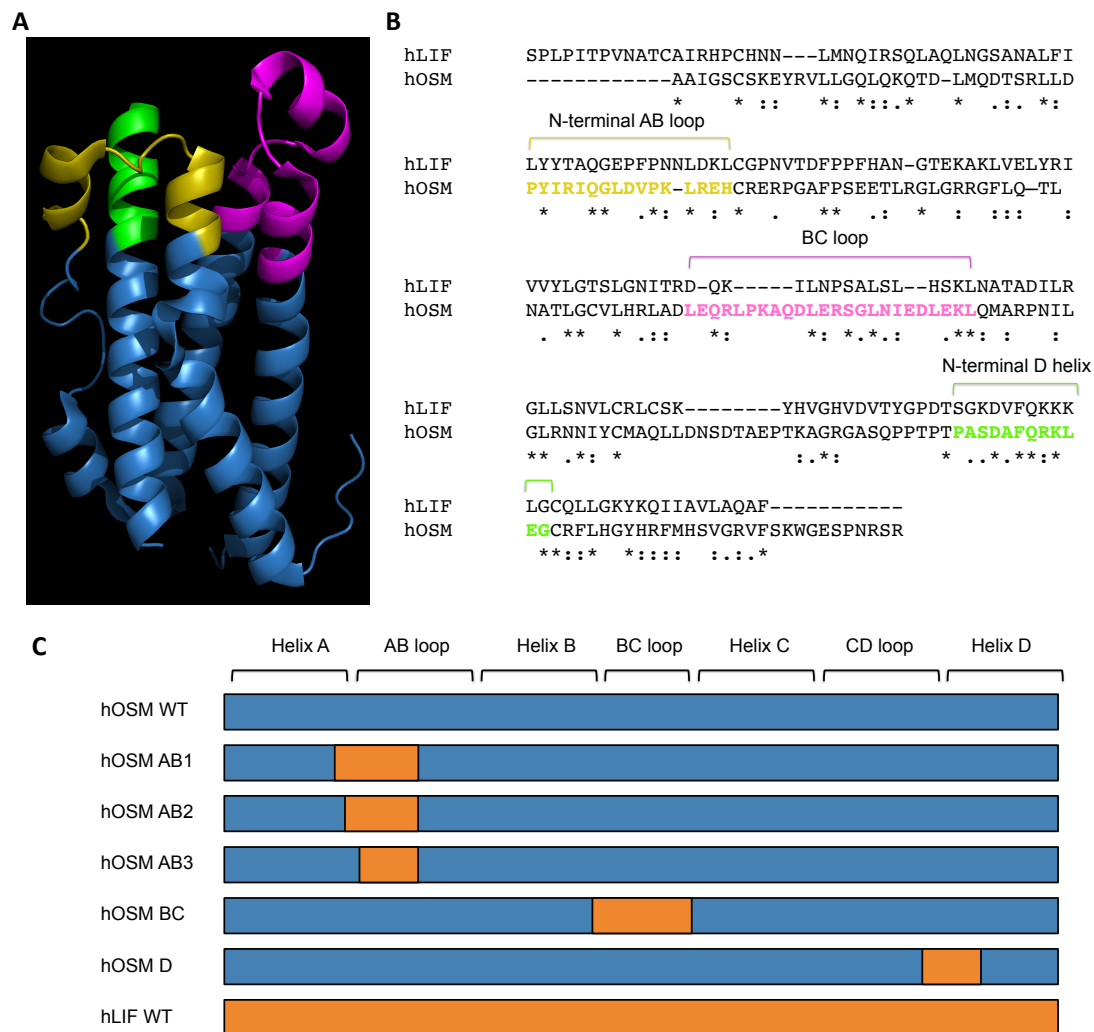 A
B
hLIF SPLPITPVNATCAIRHPCHNN---LMNQIRSQLAQLNGSANALFI
hOSM ------------AAIGSCSKEYRVLLGQLQKQTD-LMQDTSRLLD
* * :: *: *::.* .:. *:
N-terminal AB loop
hLIF LYYTAQGEPFPNNLDKLCGPNVTDFPPFHAN-GTEKAKLVELYRI
hOSM PYIRIQGLDVPK-LREHCRERPGAFPSEETLRGLGRRGFLQ-TL
* ** .*: * : * . ** .: * : :: : :
BC loop
hLIF VVYLGTSLGNITRD-QK-----ILNPSALSL--HSKLNATADILR
hOSM NATLGCVLHRLADLEQRLPKAQDLERSGLNIEDLEKLQMARPNIL
. ** * .:: *: *: *.*.: .**: :
N-terminal D helix
hLIF GLLSNVLCRLCSK--------YHVGHVDVTYGPDTSGKDVFQKKK
hOSM GLRNNIYCMAQLLDNSDTAEPTKAGRGASQPPTPTPASDAFQRKL
** .*: * :.*: * ..*.**:*
hLIF LGCQLLGKYKQIIAVLAQAF-----------
hOSM EGCRFLHGYHRFMHSVGRVFSKWGESPNRSR
**::* *::: :.:.*
C
Helix A AB loop Helix B BC loop Helix C CD loop Helix D
hOSM WT
hOSM AB1
hOSM AB2
hOSM AB3
hOSM BC
hOSM D
hLIF WT